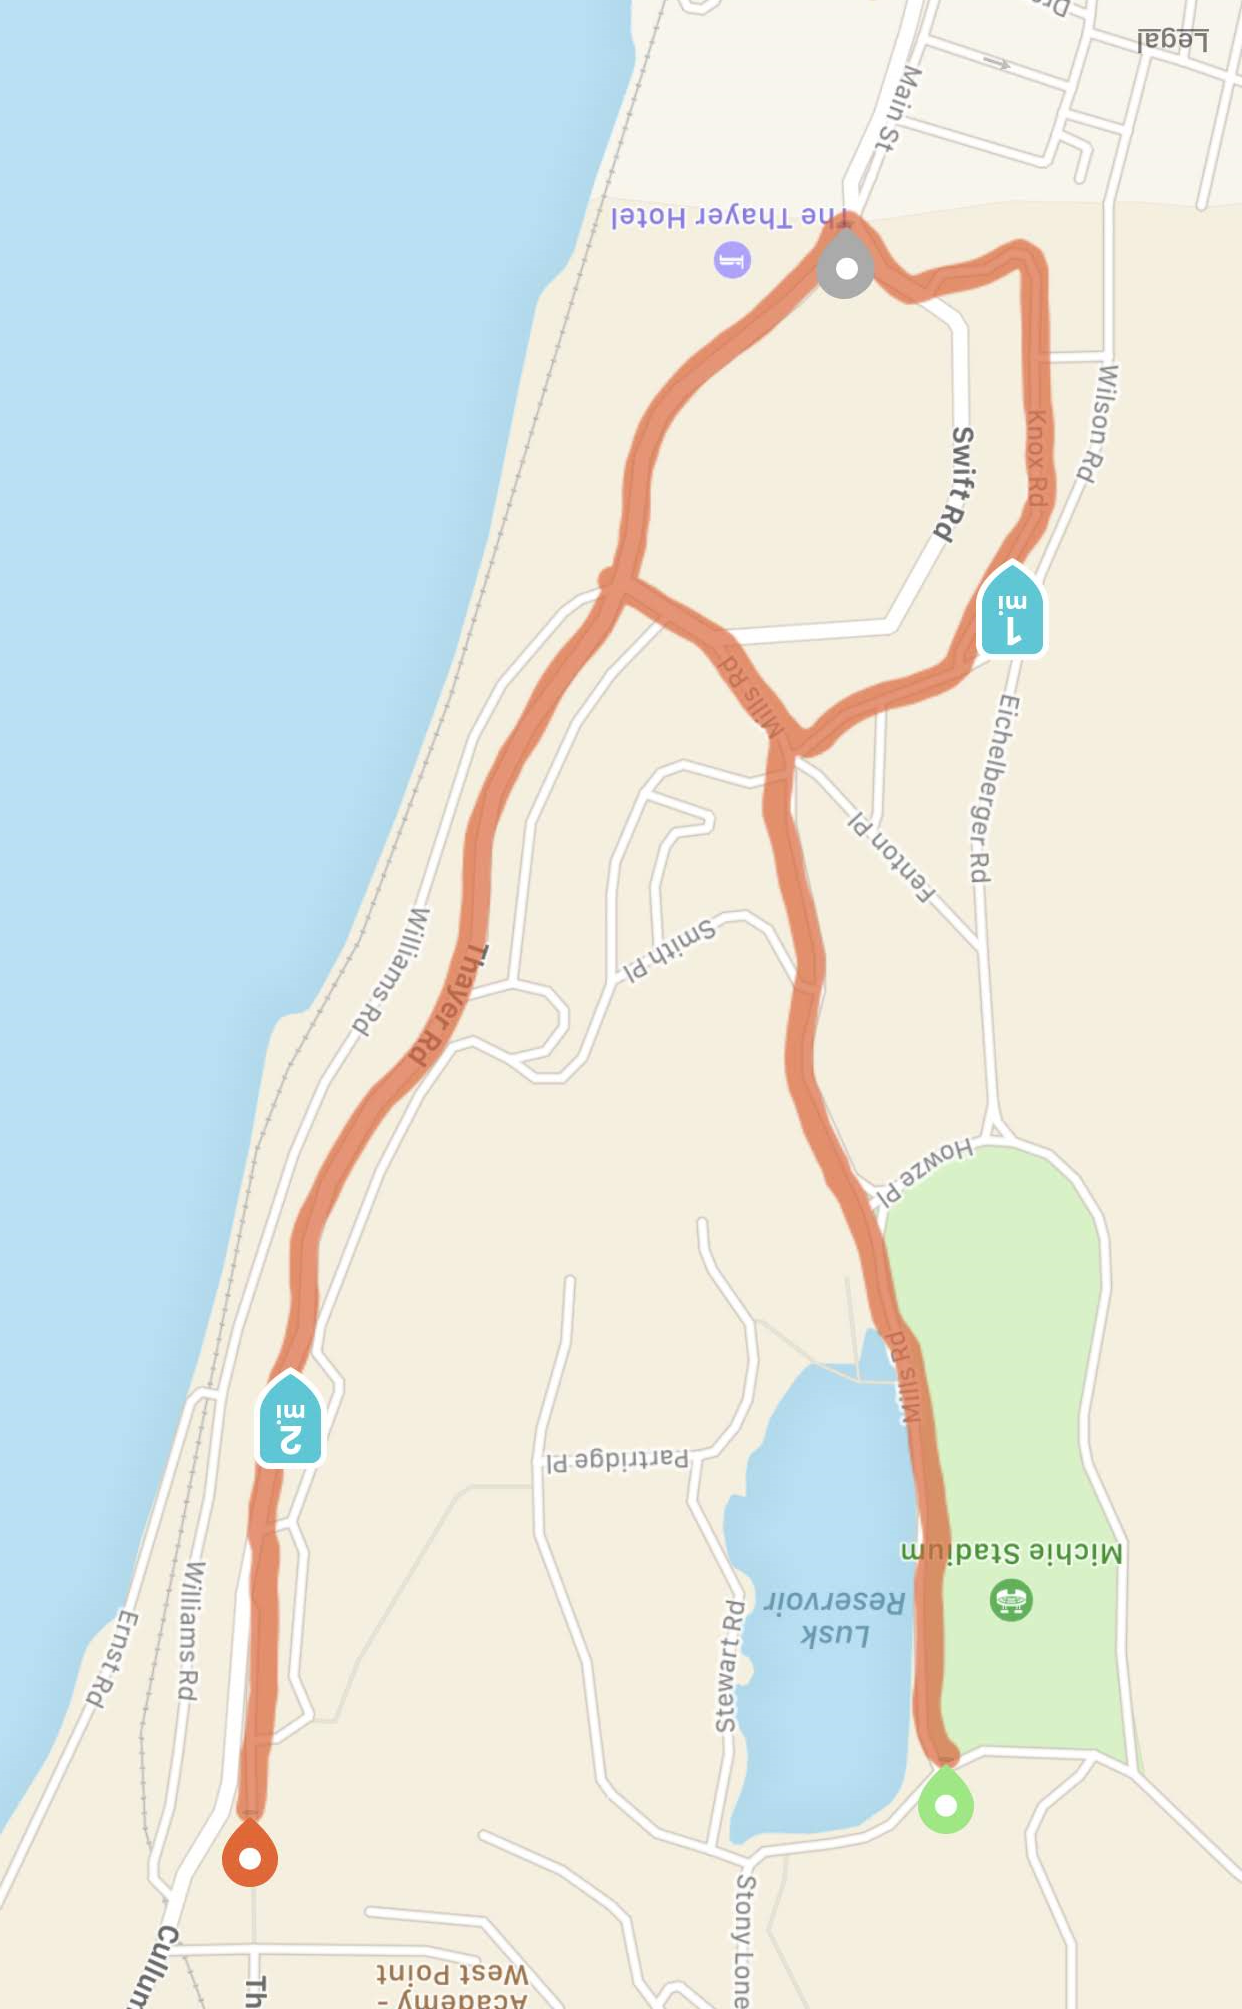 Academy -
West Point
Th
Cullum
Stony Lone
Lusk
Reservoir
Michie Stadium
Stewart Rd
Williams Rd
Ernst Rd
Partridge Pl
2
mi
Mills Rd
Howze Pl
Thayer Rd
Williams Rd
Smith Pl
Fenton Pl
Eichelberger Rd
Mills Rd
1
mi
Swift Rd
Knox Rd
Wilson Rd
The Thayer Hotel
Main St
Legal